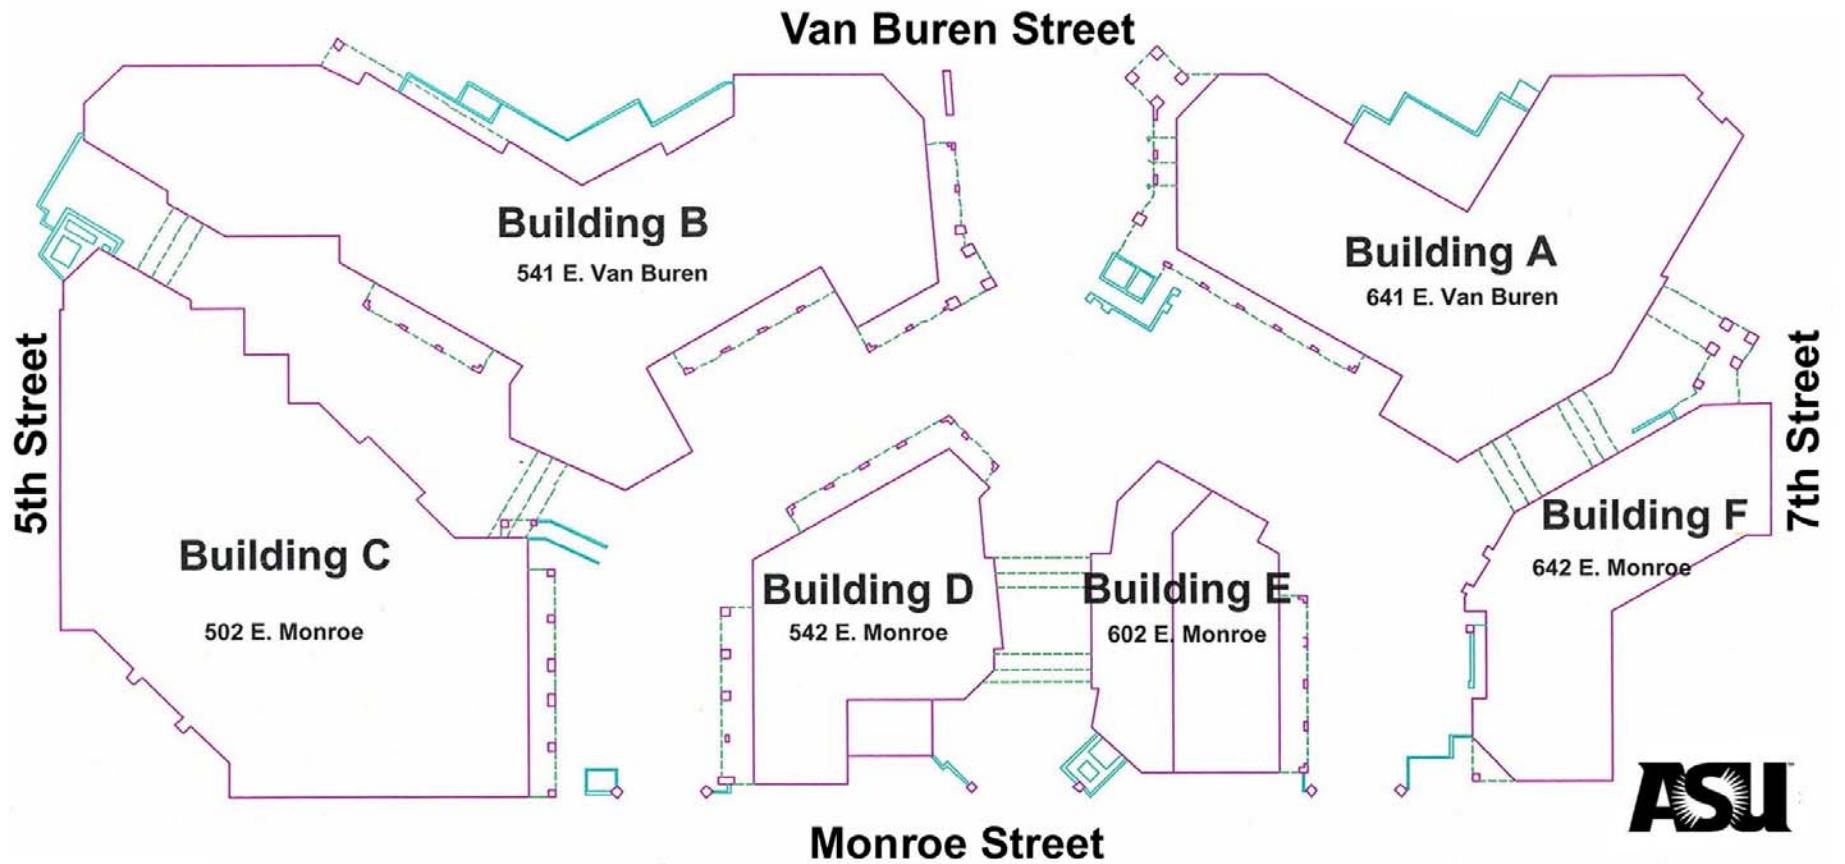 Van Buren Street
Building B
541 E. Van Buren
Building A
641 E. Van Buren
5th Street
7th Street
Building C
502 E. Monroe
Building D
542 E. Monroe
Building E
602 E. Monroe
Building F
642 E. Monroe
Monroe Street
ASU